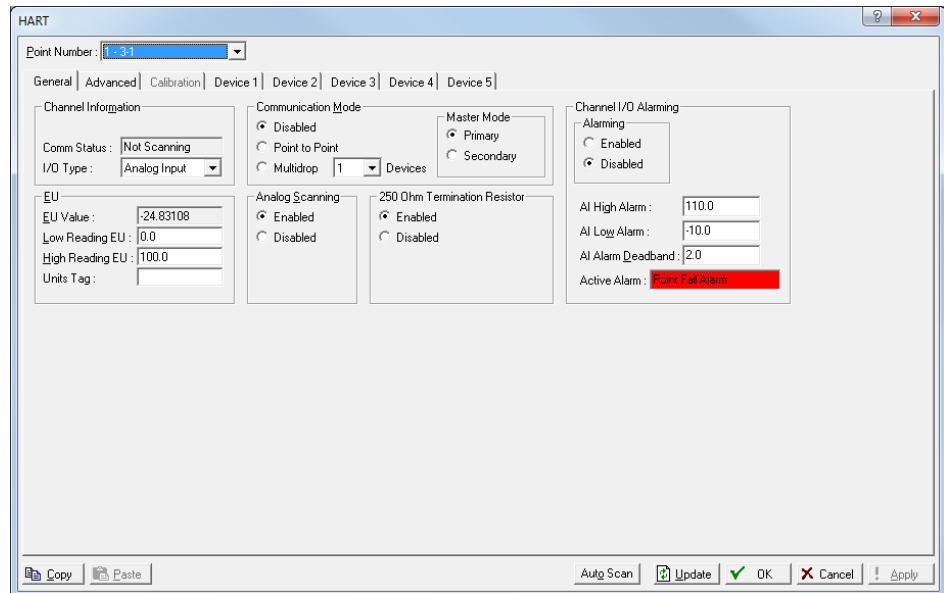 HART
Point Number : 1 - 3-1
General Advanced Calibration Device 1 Device 2 Device 3 Device 4 Device 5
Channel Information
Comm Status : Not Scanning
I/O Type : Analog Input
Communication Mode
Disabled
Point to Point
Multidrop 1 Devices
Master Mode
Primary
Secondary
Channel I/O Alarming
Alarming
Enabled
Disabled
AI High Alarm : 110.0
AI Low Alarm : -10.0
AI Alarm Deadband : 2.0
Active Alarm : Point Fail Alarm
EU
EU Value : -24.83108
Low Reading EU : 0.0
High Reading EU : 100.0
Units Tag :
Analog Scanning
Enabled
Disabled
250 Ohm Termination Resistor
Enabled
Disabled
Copy Paste Auto Scan Update OK Cancel Apply